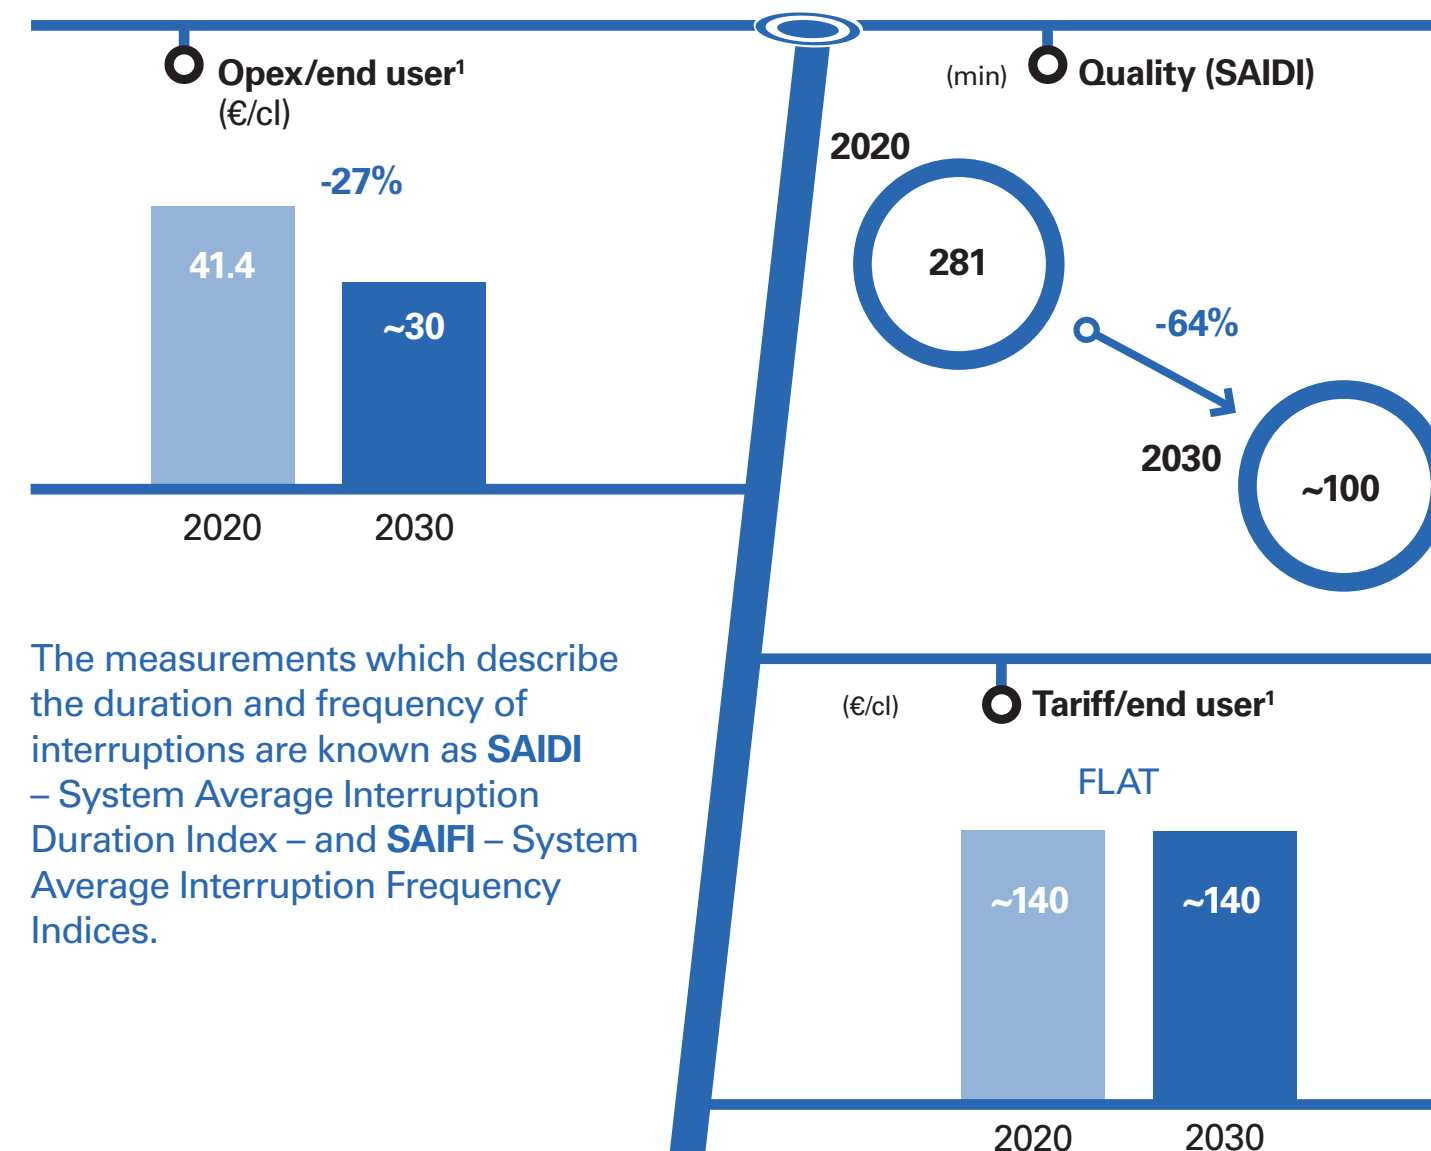 Opex/end user¹
(€/cl)
-27%
41.4
~30
2020
2030
The measurements which describe
the duration and frequency of
interruptions are known as SAIDI
– System Average Interruption
Duration Index – and SAIFI – System
Average Interruption Frequency
Indices.
(min) Quality (SAIDI)
2020
281
-64%
2030
~100
(€/cl) Tariff/end user¹
FLAT
~140
~140
2020
2030